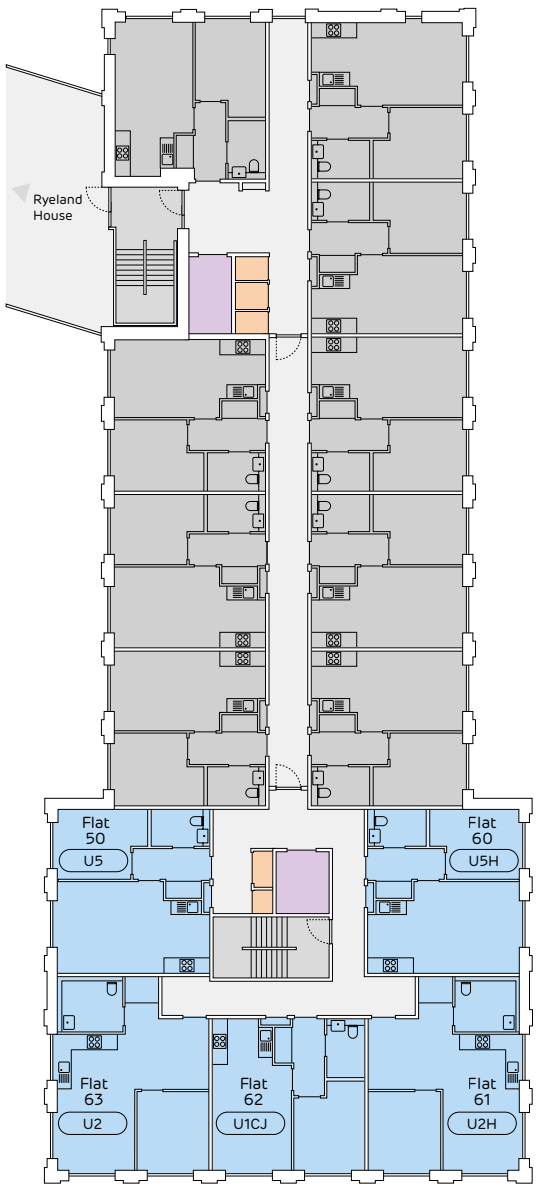 Ryeland
House
Flat
50
U5
Flat
60
U5H
Flat
63
U2
Flat
62
U1CJ
Flat
61
U2H